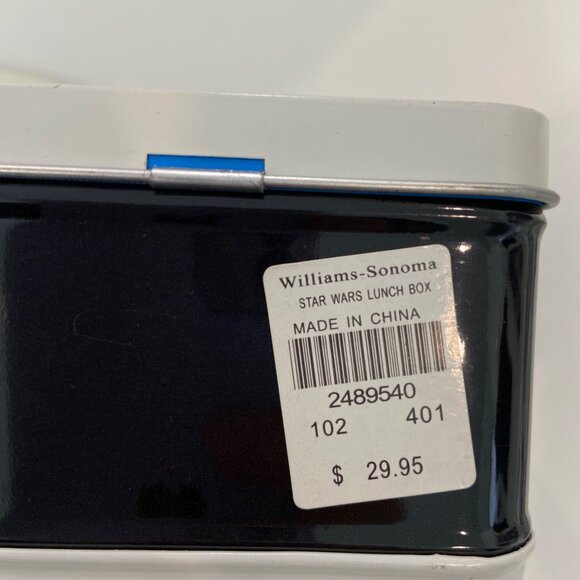 Williams-Sonoma
STAR WARS LUNCH BOX
MADE IN CHINA
2489540
102 401
$ 29.95